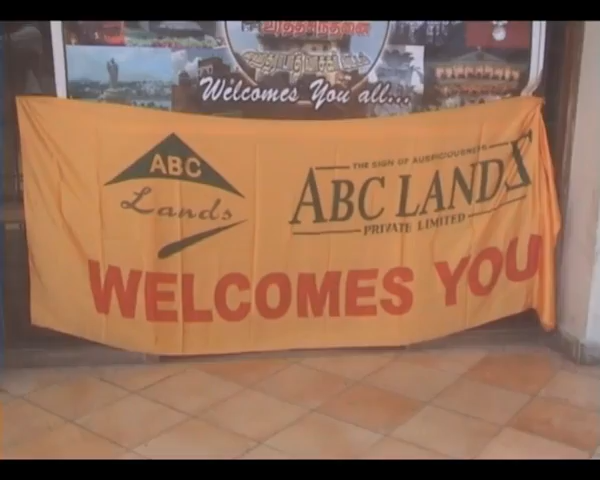 Welcomes You all...
ABC
Lands
THE SIGN OF AUSPICIOUSNESS
ABC LANDS
PRIVATE LIMITED
WELCOMES YOU